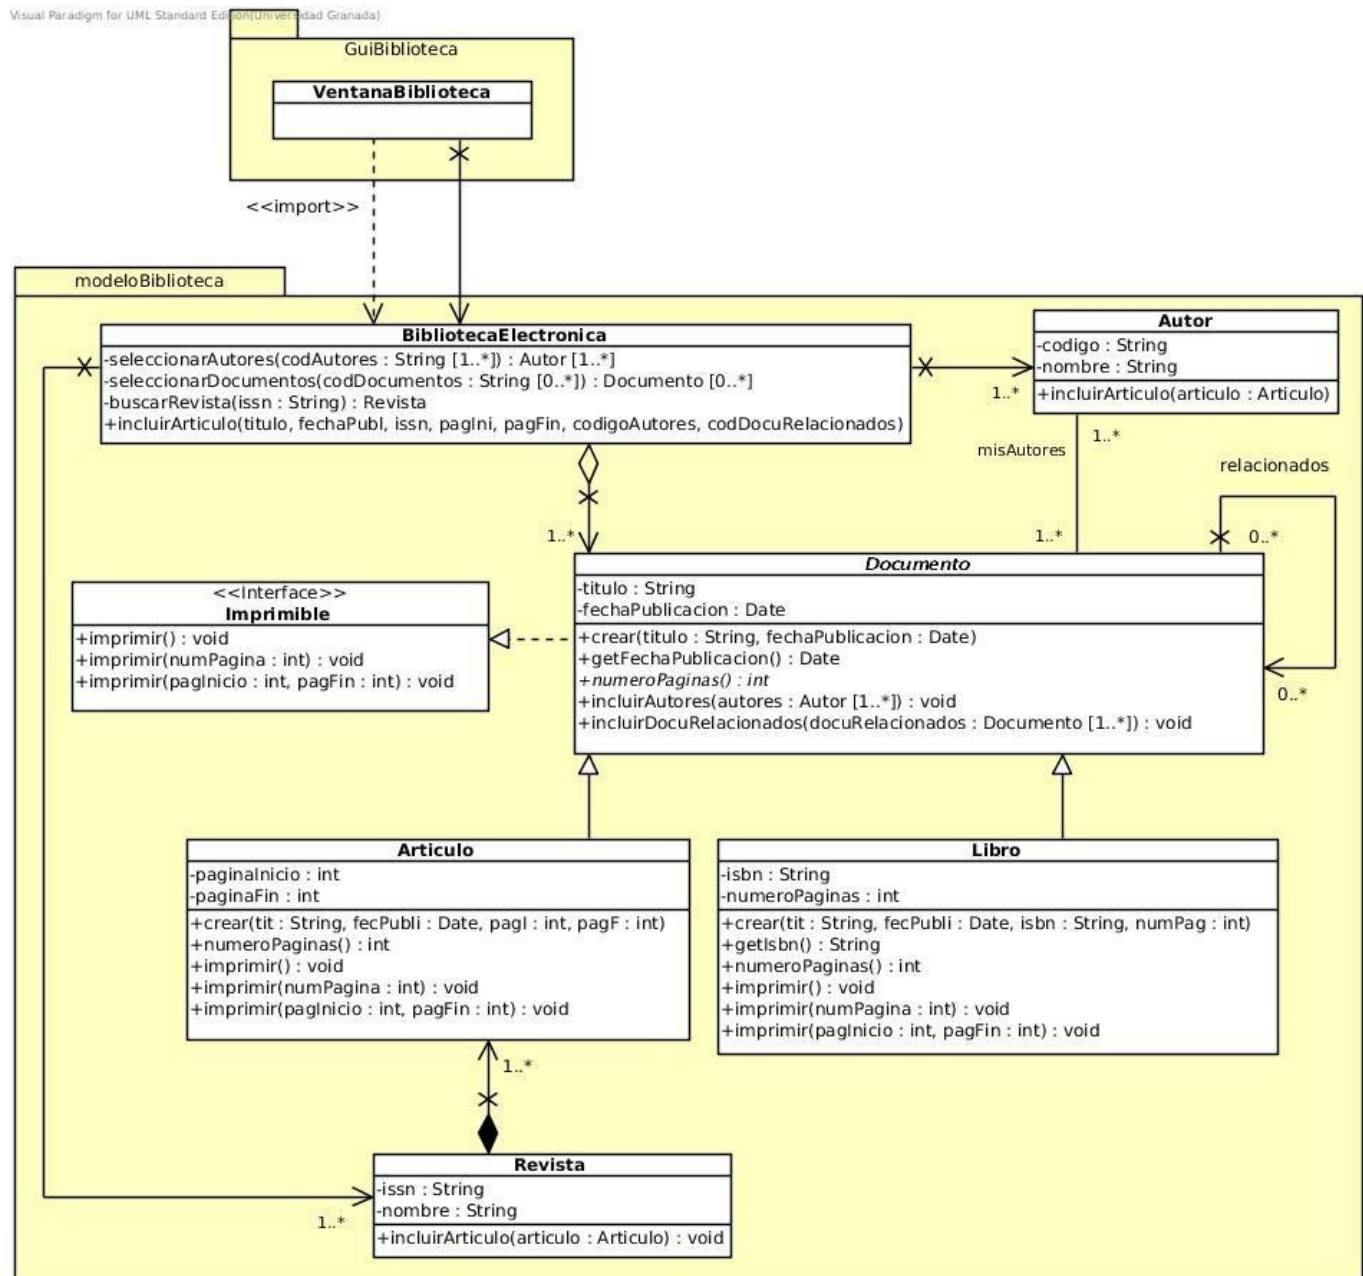 Visual Paradigm for UML Standard Edition(Universidad Granada)
GuiBiblioteca
VentanaBiblioteca
<<import>>
modeloBiblioteca
BibliotecaElectronica
-seleccionarAutores(codAutores : String [1..*]) : Autor [1..*]
-seleccionarDocumentos(codDocumentos : String [0..*]) : Documento [0..*]
-buscarRevista(issn : String) : Revista
+incluirArticulo(titulo, fechaPubl, issn, pagIni, pagFin, codigoAutores, codDocuRelacionados)
1..*
Autor
-codigo : String
-nombre : String
+incluirArticulo(articulo : Articulo)
1..*
misAutores
1..*
1..*
relacionados
0..*
0..*
Documento
-titulo : String
-fechaPublicacion : Date
+crear(titulo : String, fechaPublicacion : Date)
+getFechaPublicacion() : Date
+numeroPaginas() : int
+incluirAutores(autores : Autor [1..*]) : void
+incluirDocuRelacionados(docuRelacionados : Documento [1..*]) : void
<<Interface>>
Imprimible
+imprimir() : void
+imprimir(numPagina : int) : void
+imprimir(pagInicio : int, pagFin : int) : void
Articulo
-paginaInicio : int
-paginaFin : int
+crear(tit : String, fecPubli : Date, pagI : int, pagF : int)
+numeroPaginas() : int
+imprimir() : void
+imprimir(numPagina : int) : void
+imprimir(pagInicio : int, pagFin : int) : void
Libro
-isbn : String
-numeroPaginas : int
+crear(tit : String, fecPubli : Date, isbn : String, numPag : int)
+getIsbn() : String
+numeroPaginas() : int
+imprimir() : void
+imprimir(numPagina : int) : void
+imprimir(pagInicio : int, pagFin : int) : void
1..*
Revista
-issn : String
-nombre : String
+incluirArticulo(articulo : Articulo) : void
1..*